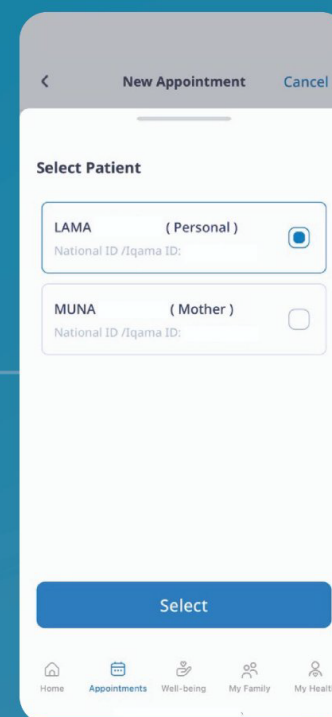 New Appointment Cancel
Select Patient
LAMA ( Personal )
National ID /Iqama ID:
MUNA ( Mother )
National ID /Iqama ID:
Select
Home Appointments Well-being My Family My Health